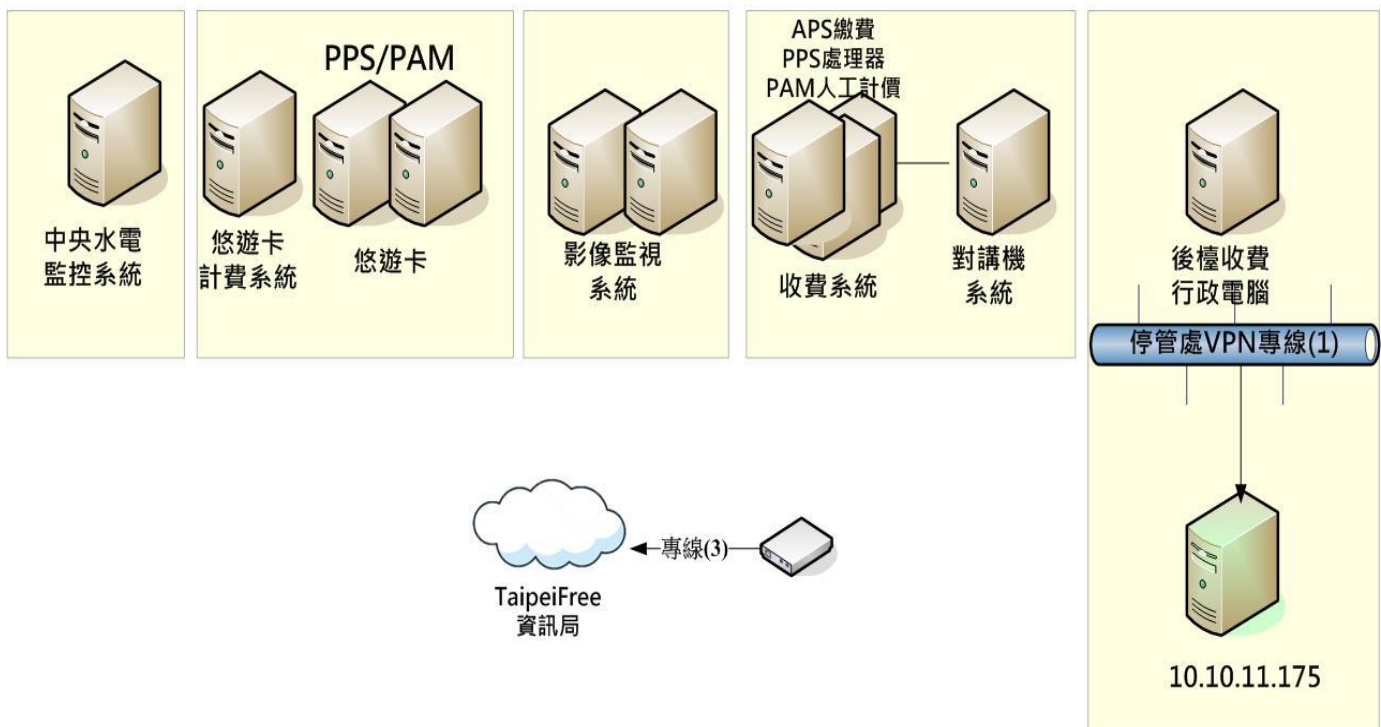 中央水電
監控系統
PPS/PAM
悠遊卡
計費系統
悠遊卡
影像監視
系統
APS繳費
PPS處理器
PAM人工計價
收費系統
對講機
系統
後檯收費
行政電腦
停管處VPN專線(1)
10.10.11.175
專線(3)
TaipeiFree
資訊局